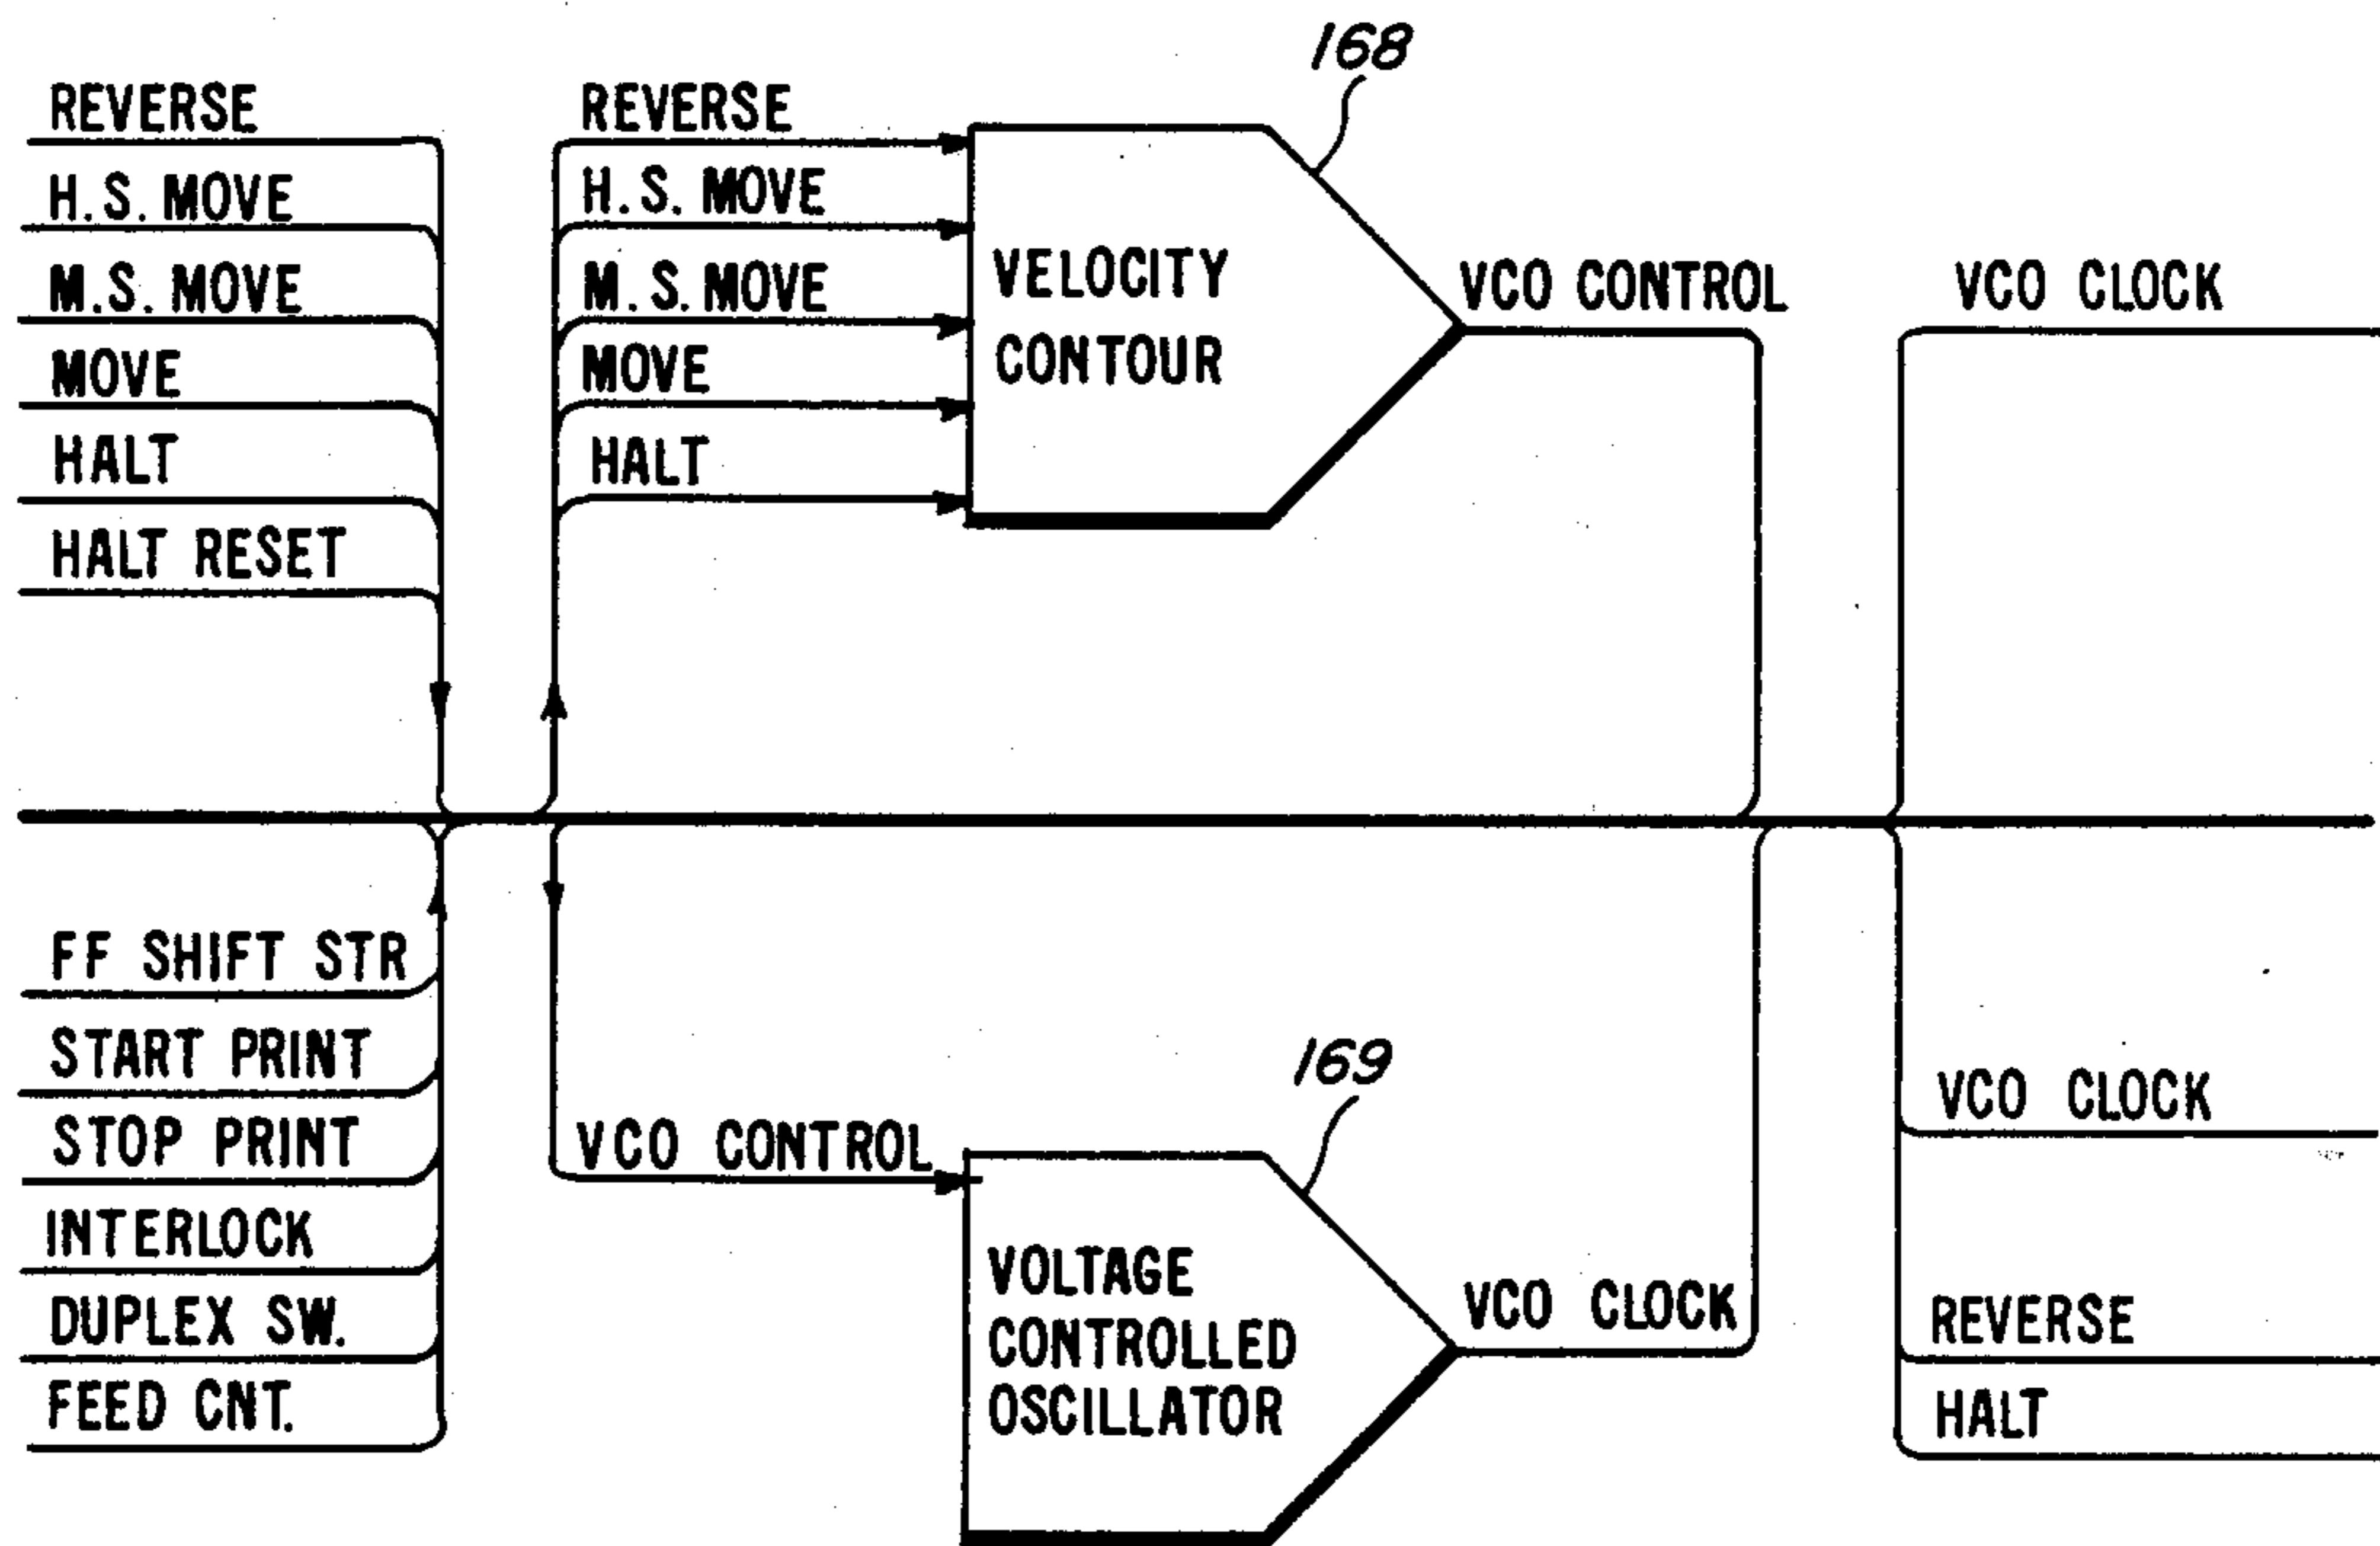 168
REVERSE
H.S. MOVE
M.S. MOVE
MOVE
HALT
HALT RESET
REVERSE
H.S. MOVE
M.S. MOVE
MOVE
HALT
VELOCITY
CONTOUR
VCO CONTROL
VCO CLOCK
FF SHIFT STR
START PRINT
STOP PRINT
INTERLOCK
DUPLEX SW.
FEED CNT.
VCO CONTROL
169
VOLTAGE
CONTROLLED
OSCILLATOR
VCO CLOCK
VCO CLOCK
REVERSE
HALT